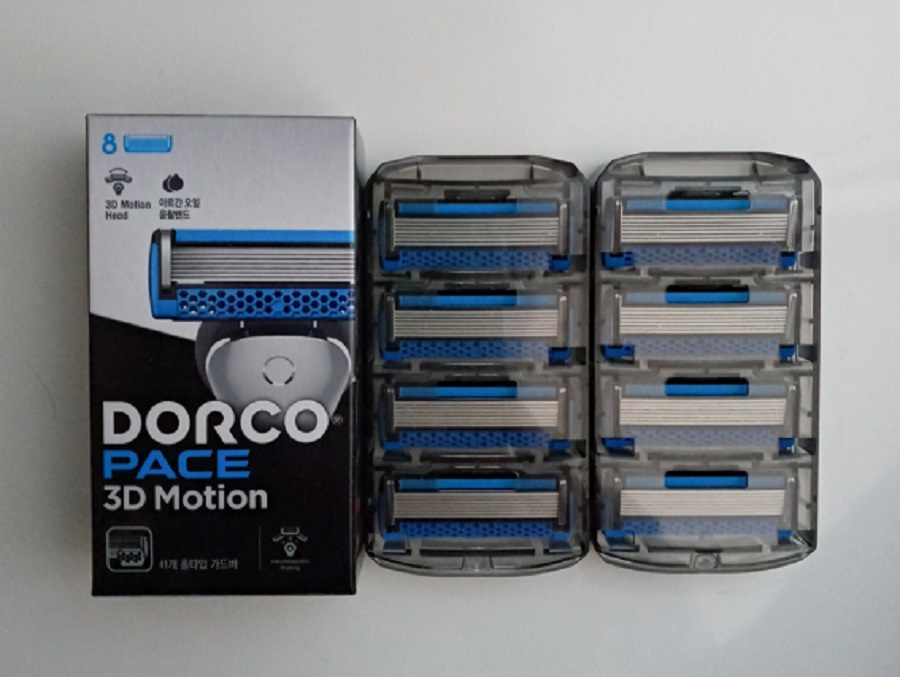 8
3D Motion
Head
아르간 오일
윤활밴드
DORCO®
PACE
3D Motion
41개 홀타입 가드바